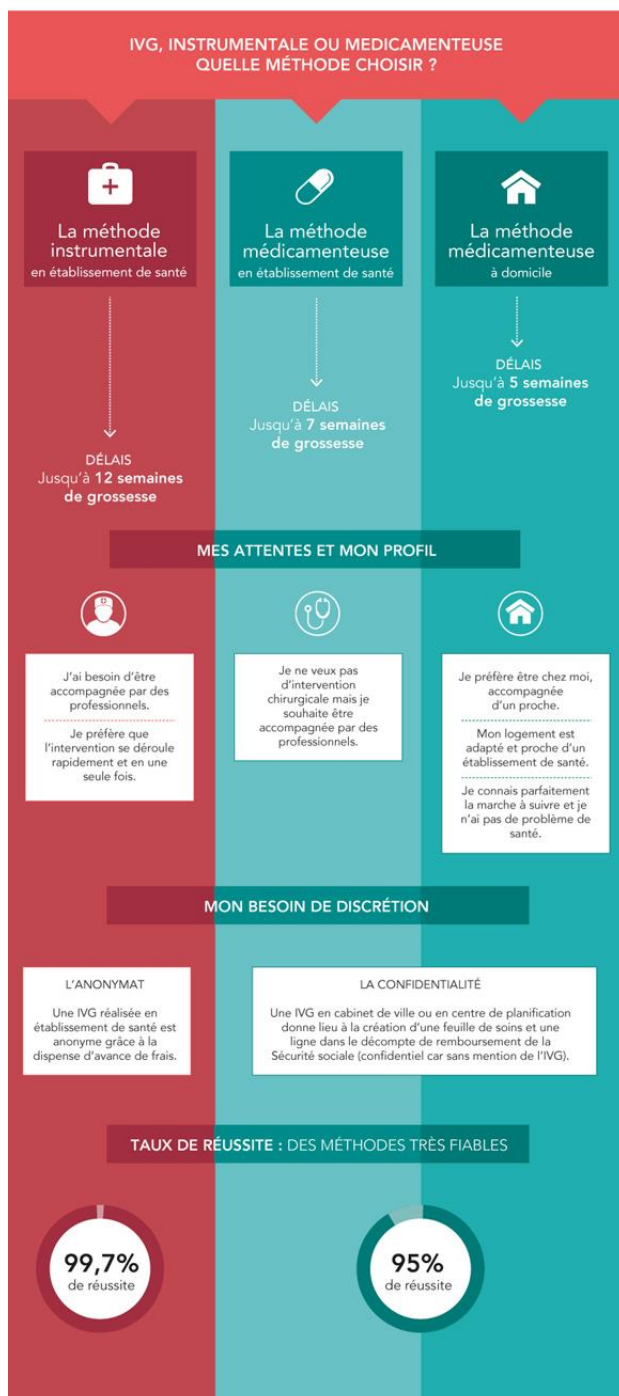 IVG, INSTRUMENTALE OU MEDICAMENTEUSE
QUELLE MÉTHODE CHOISIR ?
La méthode
instrumentale
en établissement de santé
La méthode
médicamenteuse
en établissement de santé
La méthode
médicamenteuse
à domicile
DÉLAIS
Jusqu'à 12 semaines
de grossesse
DÉLAIS
Jusqu'à 7 semaines
de grossesse
DÉLAIS
Jusqu'à 5 semaines
de grossesse
MES ATTENTES ET MON PROFIL
J'ai besoin d'être
accompagnée par des
professionnels.
Je préfère que
l'intervention se déroule
rapidement et en une
seule fois.
Je ne veux pas
d'intervention
chirurgicale mais je
souhaite être
accompagnée par des
professionnels.
Je préfère être chez moi,
accompagnée
d'un proche.
Mon logement est
adapté et proche d'un
établissement de santé.
Je connais parfaitement
la marche à suivre et je
n'ai pas de problème de
santé.
MON BESOIN DE DISCRÉTION
L'ANONYMAT
Une IVG réalisée en
établissement de santé est
anonyme grâce à la
dispense d'avance de frais.
LA CONFIDENTIALITÉ
Une IVG en cabinet de ville ou en centre de planification
donne lieu à la création d'une feuille de soins et une
ligne dans le décompte de remboursement de la
Sécurité sociale (confidentiel car sans mention de l'IVG).
TAUX DE RÉUSSITE : DES MÉTHODES TRÈS FIABLES
99,7%
de réussite
95%
de réussite